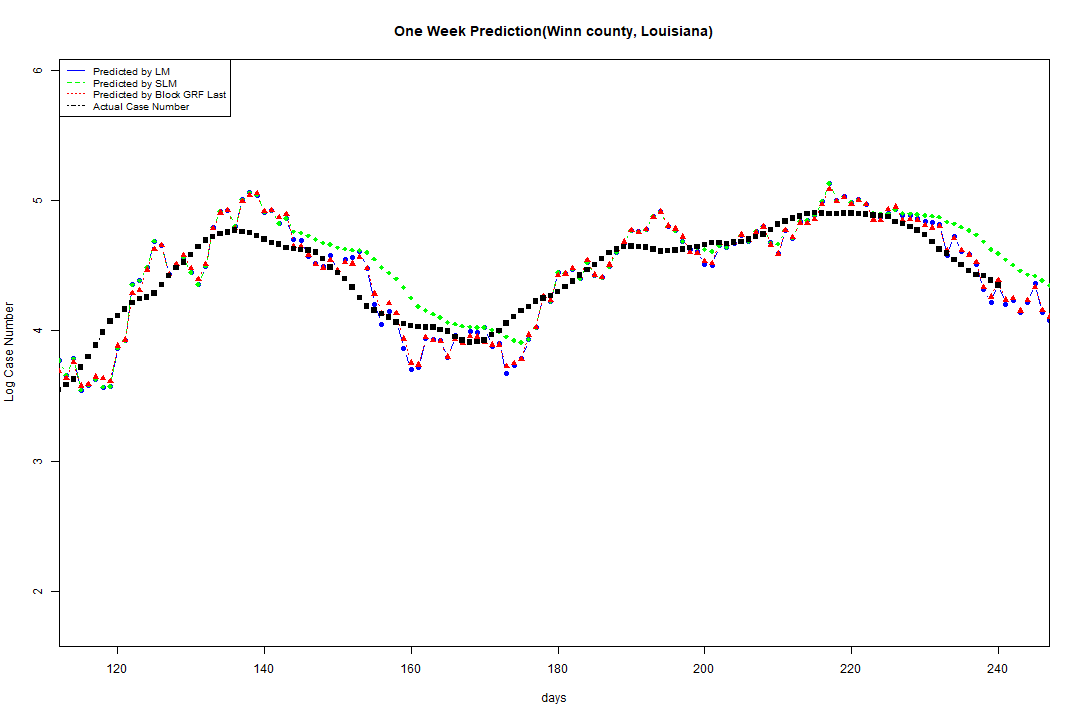 One Week Prediction(Winn county, Louisiana)
Predicted by LM
Predicted by SLM
Predicted by Block GRF Last
Actual Case Number
6
5
4
3
2
Log Case Number
120 140 160 180 200 220 240
days